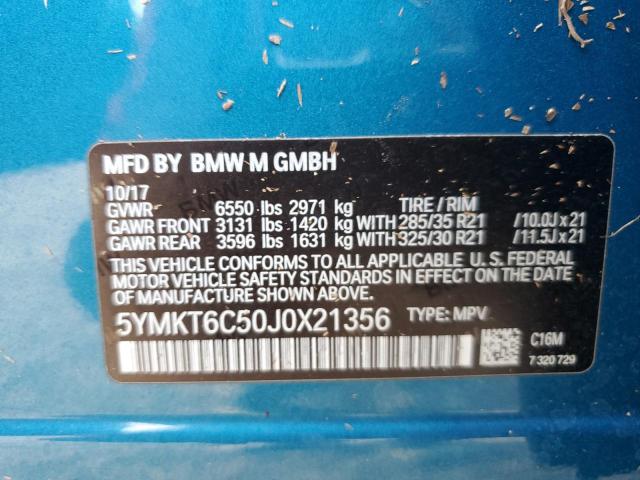 MFD BY BMW M GMBH
10/17
GVWR 6550 lbs 2971 kg TIRE / RIM
GAWR FRONT 3131 lbs 1420 kg WITH 285/35 R21 /10.0J x 21
GAWR REAR 3596 lbs 1631 kg WITH 325/30 R21 /11.5J x 21
THIS VEHICLE CONFORMS TO ALL APPLICABLE U. S. FEDERAL
MOTOR VEHICLE SAFETY STANDARDS IN EFFECT ON THE DATE
OF MANUFACTURE SHOWN ABOVE.
5YMKT6C50J0X21356 TYPE: MPV
C16M
7 320 729